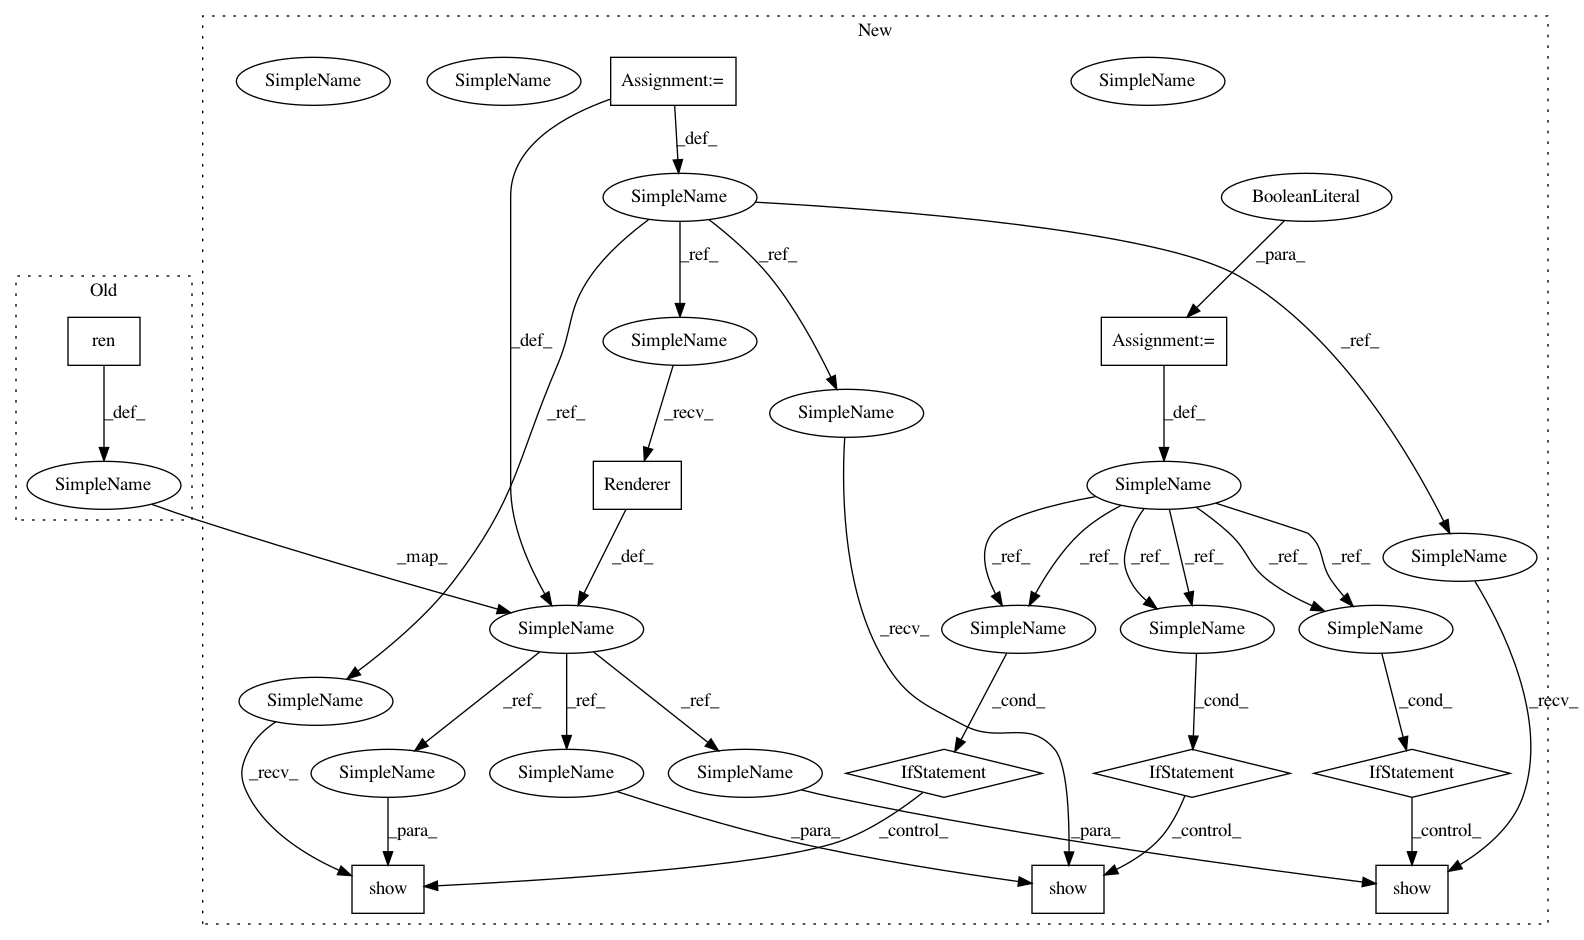 New
SimpleName
SimpleName
Assignment:=
SimpleName
_def_
SimpleName
BooleanLiteral
_ref_
_ref_
_para_
Old
ren
_def_
SimpleName
Assignment:=
_ref_
_def_
_ref_
_recv_
SimpleName
_def_
SimpleName
Renderer
SimpleName
_map_
_def_
_ref_
_ref_
_ref_
_ref_
_ref_
_ref_
SimpleName
SimpleName
_recv_
SimpleName
SimpleName
SimpleName
SimpleName
_ref_
_ref_
_ref_
_cond_
_cond_
_cond_
_recv_
_recv_
SimpleName
SimpleName
SimpleName
IfStatement
IfStatement
IfStatement
_para_
_para_
_control_
_para_
_control_
_control_
show
show
show